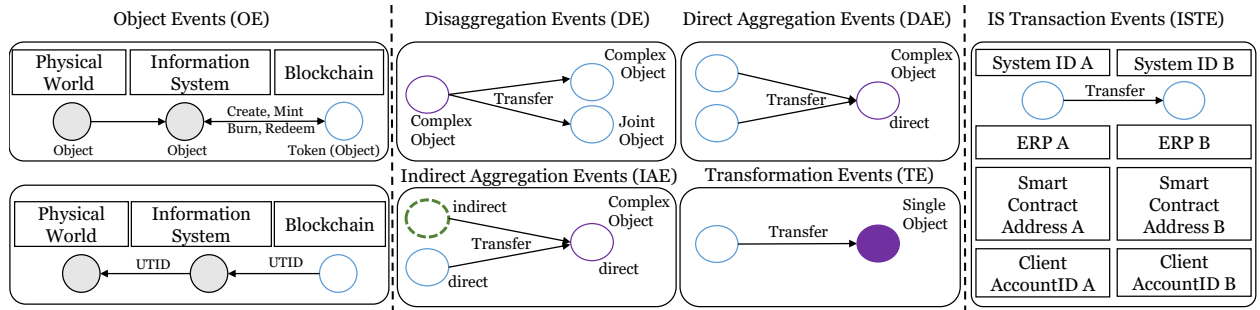 Object Events (OE)
Physical
World
Information
System
Blockchain
Create, Mint
Burn, Redeem
Object
Object
Token (Object)
Physical
World
Information
System
Blockchain
UTID
UTID
Disaggregation Events (DE)
Complex
Object
Transfer
Complex
Object
Joint
Object
Direct Aggregation Events (DAE)
Complex
Object
Transfer
direct
Indirect Aggregation Events (IAE)
indirect
Complex
Object
Transfer
direct
direct
Transformation Events (TE)
Single
Object
Transfer
IS Transaction Events (ISTE)
System ID A
System ID B
Transfer
ERP A
ERP B
Smart
Contract
Address A
Smart
Contract
Address B
Client
AccountID A
Client
AccountID B